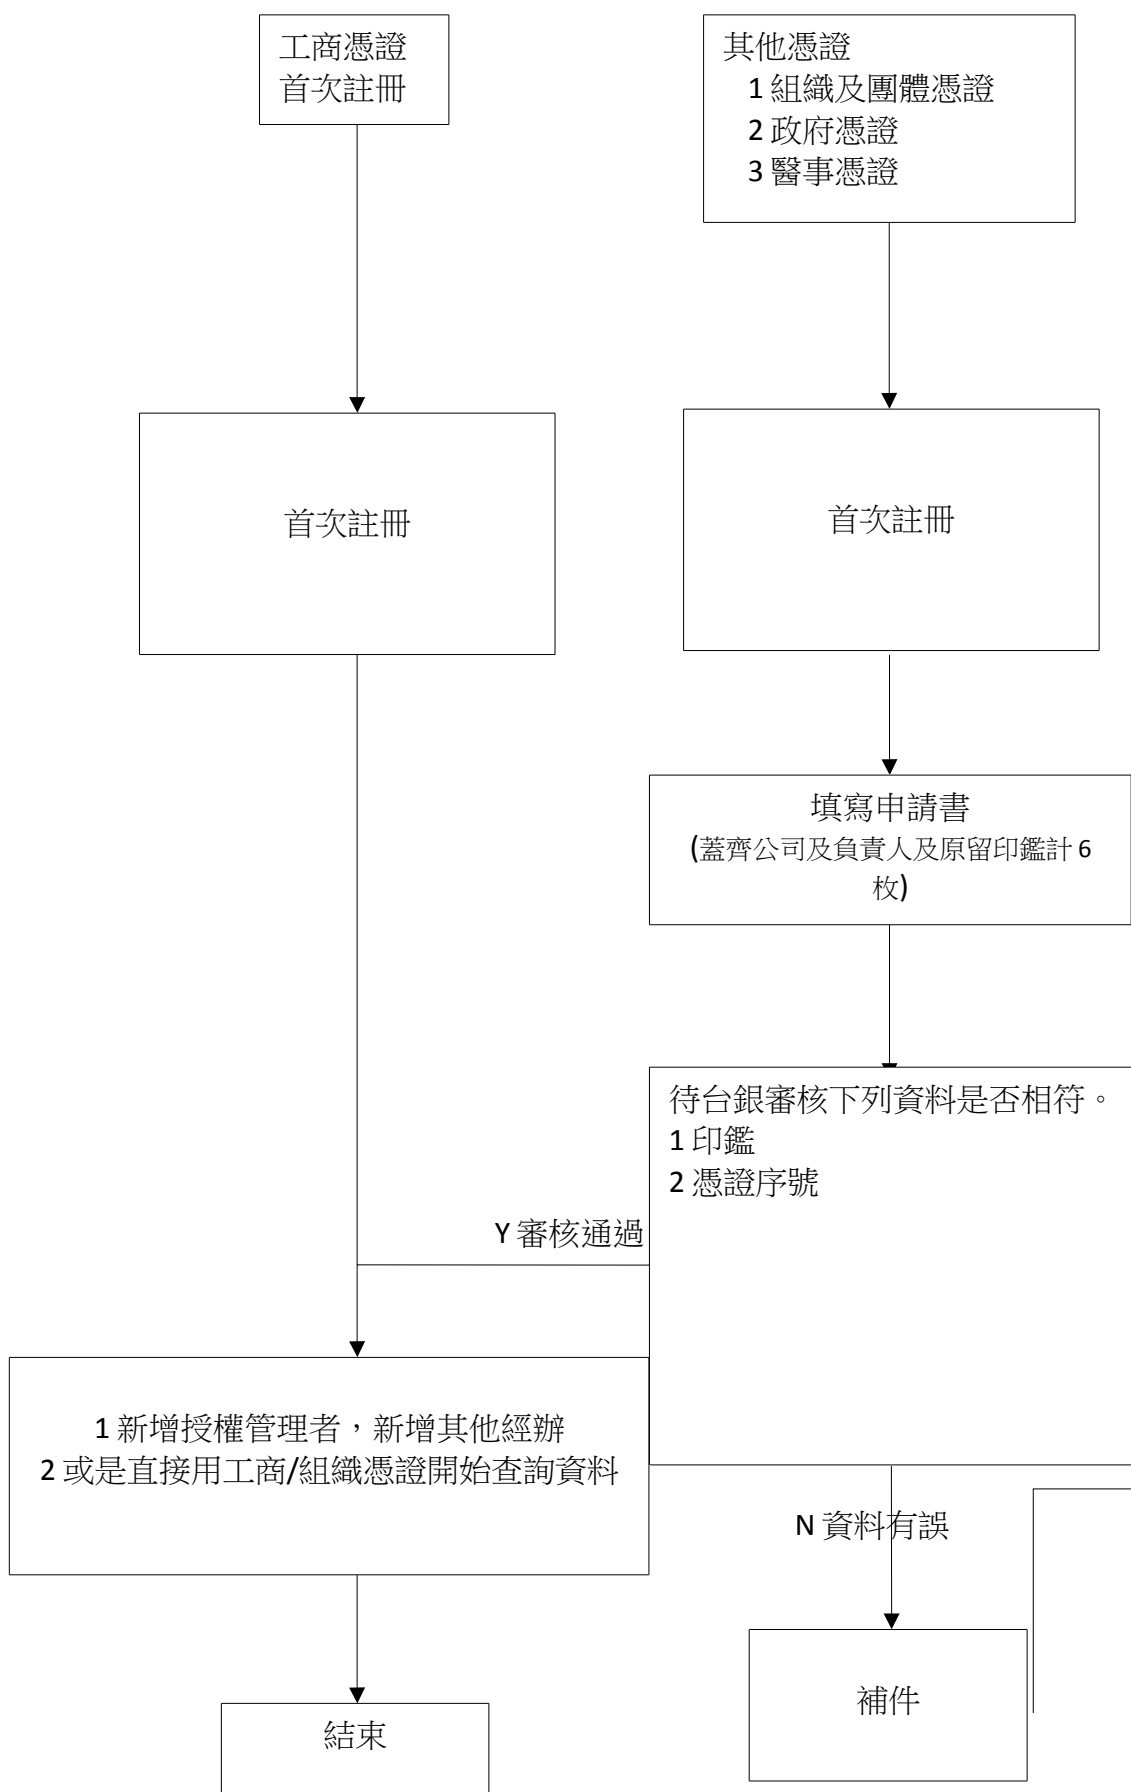 工商憑證
首次註冊
其他憑證
1 組織及團體憑證
2 政府憑證
3 醫事憑證
首次註冊
首次註冊
填寫申請書
(蓋齊公司及負責人及原留印鑑計 6
枚)
待台銀審核下列資料是否相符。
1 印鑑
2 憑證序號
Y 審核通過
1 新增授權管理者，新增其他經辦
2 或是直接用工商/組織憑證開始查詢資料
N 資料有誤
補件
結束